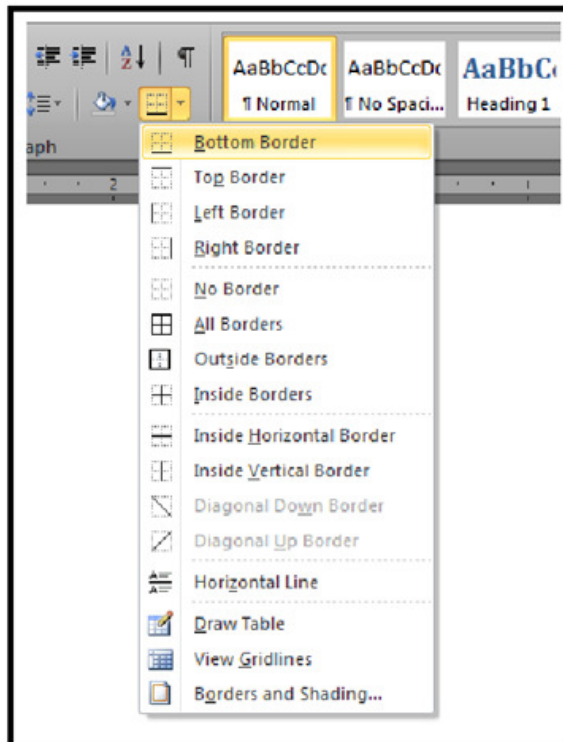 AaBbCcDc AaBbCcDc AaBbC
¶ Normal ¶ No Spaci... Heading 1
aph
2 1
Bottom Border
Top Border
Left Border
Right Border
No Border
All Borders
Outside Borders
Inside Borders
Inside Horizontal Border
Inside Vertical Border
Diagonal Down Border
Diagonal Up Border
Horizontal Line
Draw Table
View Gridlines
Borders and Shading...